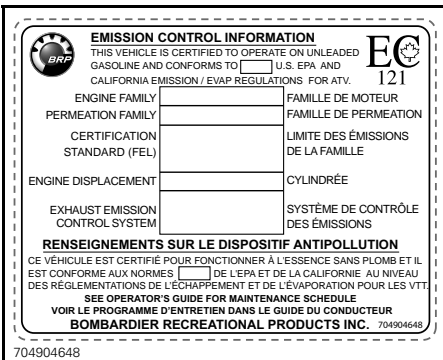 EMISSION CONTROL INFORMATION
THIS VEHICLE IS CERTIFIED TO OPERATE ON UNLEADED
GASOLINE AND CONFORMS TO U.S. EPA AND
CALIFORNIA EMISSION / EVAP REGULATIONS FOR ATV.
BRP
EC
121
ENGINE FAMILY FAMILLE DE MOTEUR
PERMEATION FAMILY FAMILLE DE PERMEATION
CERTIFICATION LIMITE DES ÉMISSIONS
STANDARD (FEL) DE LA FAMILLE
ENGINE DISPLACEMENT CYLINDRÉE
EXHAUST EMISSION SYSTÈME DE CONTRÔLE
CONTROL SYSTEM DES ÉMISSIONS
RENSEIGNEMENTS SUR LE DISPOSITIF ANTIPOLLUTION
CE VÉHICULE EST CERTIFIÉ POUR FONCTIONNER À L'ESSENCE SANS PLOMB ET IL
EST CONFORME AUX NORMES DE L'EPA ET DE LA CALIFORNIE AU NIVEAU
DES RÉGLEMENTATIONS DE L'ÉCHAPPEMENT ET DE L'ÉVAPORATION POUR LES VTT.
SEE OPERATOR'S GUIDE FOR MAINTENANCE SCHEDULE
VOIR LE PROGRAMME D'ENTRETIEN DANS LE GUIDE DU CONDUCTEUR
BOMBARDIER RECREATIONAL PRODUCTS INC. 704904648
704904648